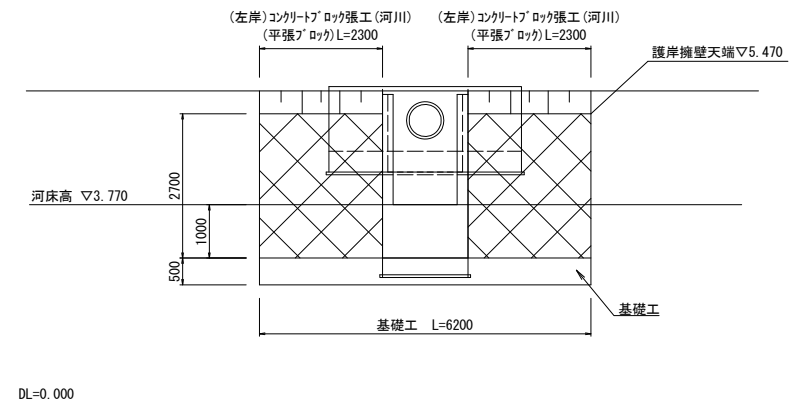 (左岸)ｺﾝｸﾘｰﾄﾌﾞﾛｯｸ張工(河川)
(平張ﾌﾞﾛｯｸ)L=2300
(左岸)ｺﾝｸﾘｰﾄﾌﾞﾛｯｸ張工(河川)
(平張ﾌﾞﾛｯｸ)L=2300
護岸擁壁天端▽5.470
河床高 ▽3.770
2700
1000
500
基礎工
基礎工 L=6200
DL=0.000